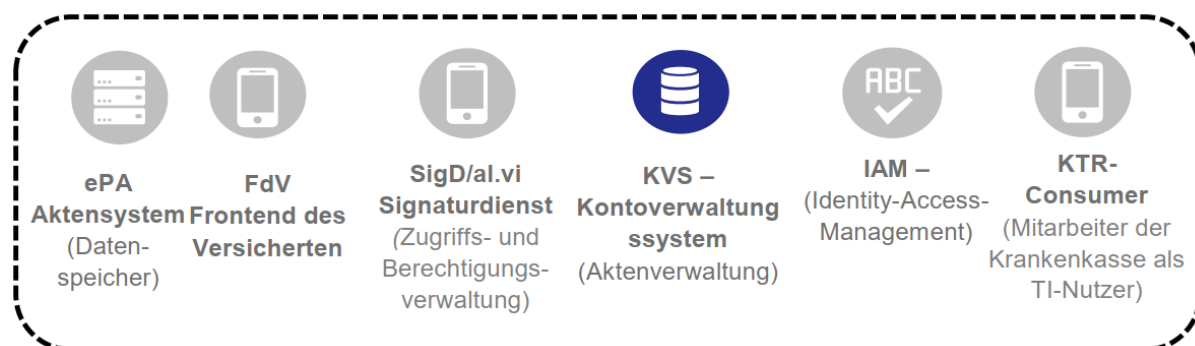 ePA
Aktensystem
(Daten-
speicher)
FdV
Frontend des
Versicherten
SigD/al.vi
Signaturdienst
(Zugriffs- und
Berechtigungs-
verwaltung)
KVS –
Kontoverwaltung
ssystem
(Aktenverwaltung)
ABC
IAM –
(Identity-Access-
Management)
KTR-
Consumer
(Mitarbeiter der
Krankenkasse als
TI-Nutzer)